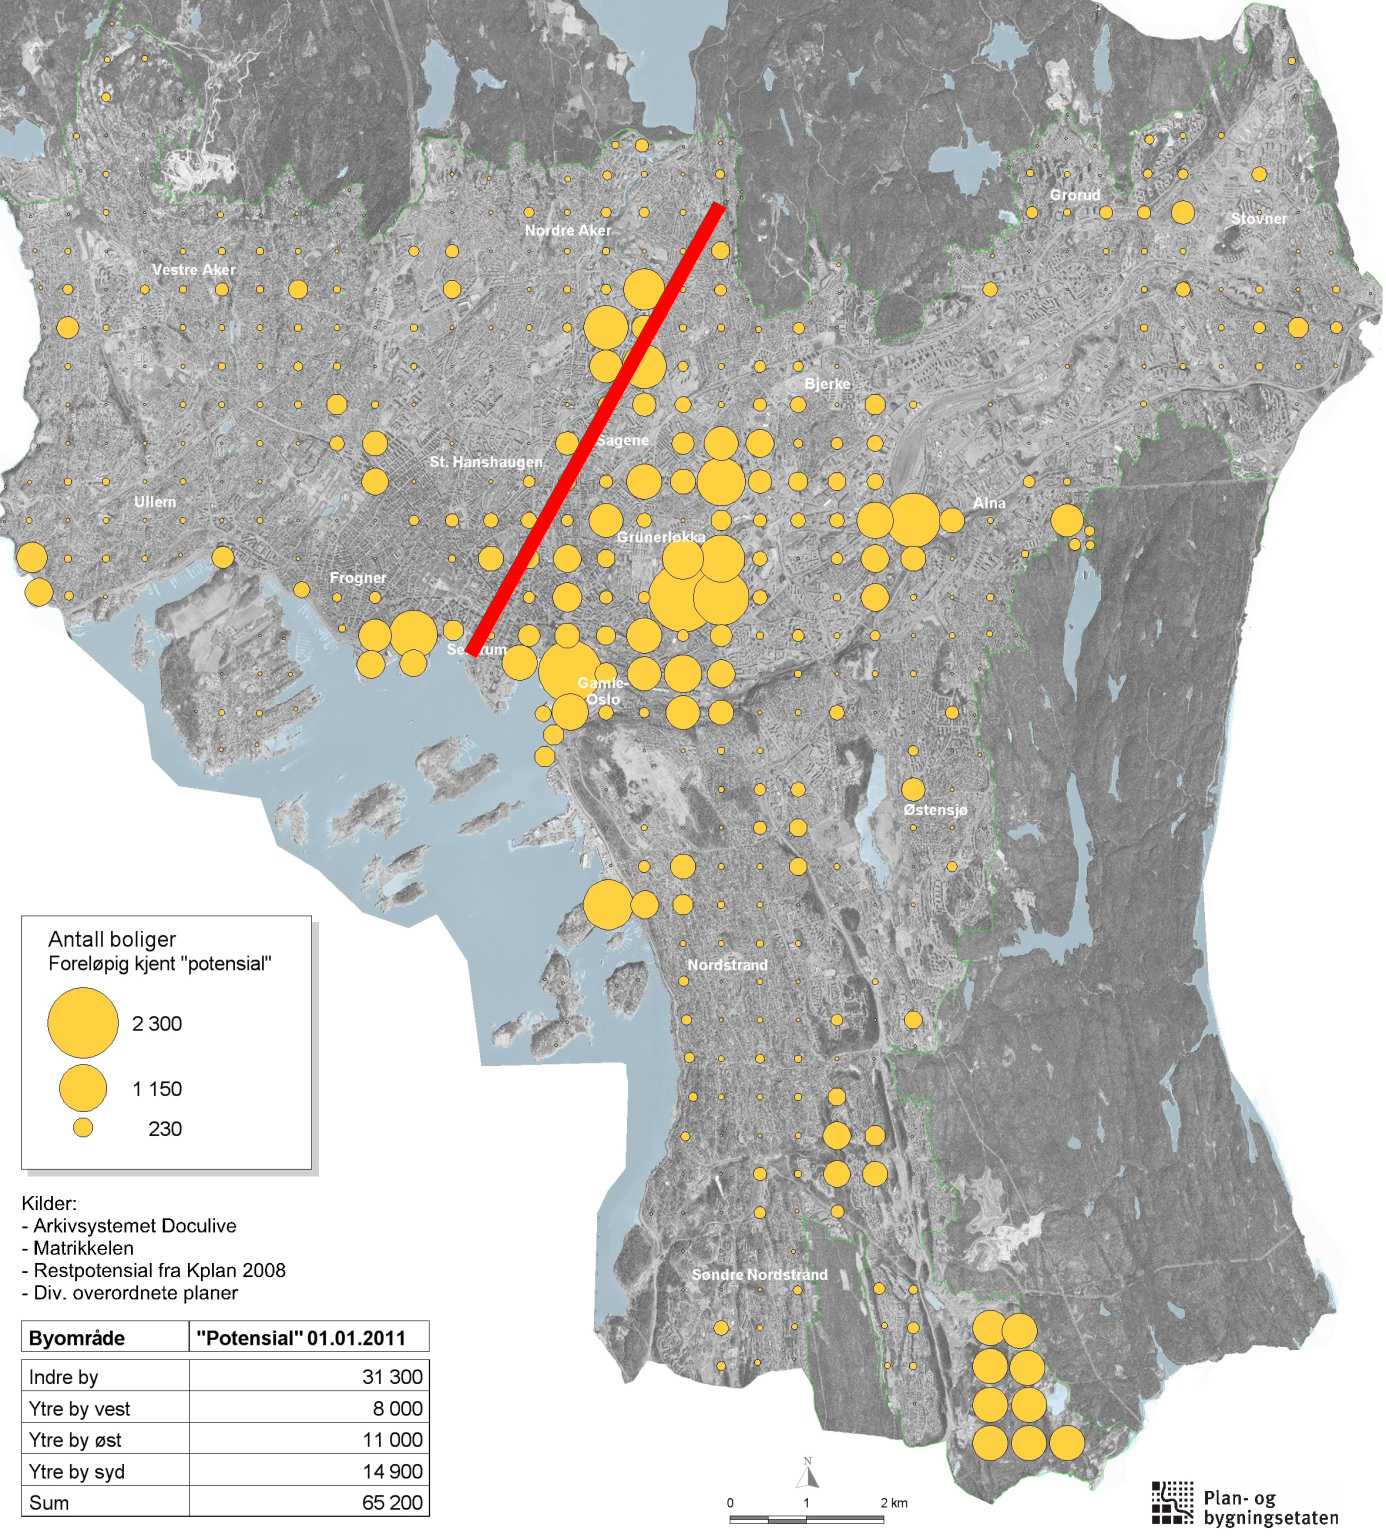 Grorud
Stovner
Nordre Aker
Vestre Aker
Bjerke
Sagene
St. Hanshaugen
Ullern
Alna
Grünerløkka
Frogner
Se rum
Gamle-
Oslo
Østensjø
Nordstrand
Søndre Nordstrand
Antall boliger
Foreløpig kjent "potensial"
2 300
1 150
230
Kilder:
- Arkivsystemet Doculive
- Matrikkelen
- Restpotensial fra Kplan 2008
- Div. overordnete planer
Byområde "Potensial" 01.01.2011
Indre by 31 300
Ytre by vest 8 000
Ytre by øst 11 000
Ytre by syd 14 900
Sum 65 200
N
0 1 2 km
Plan- og
bygningsetaten